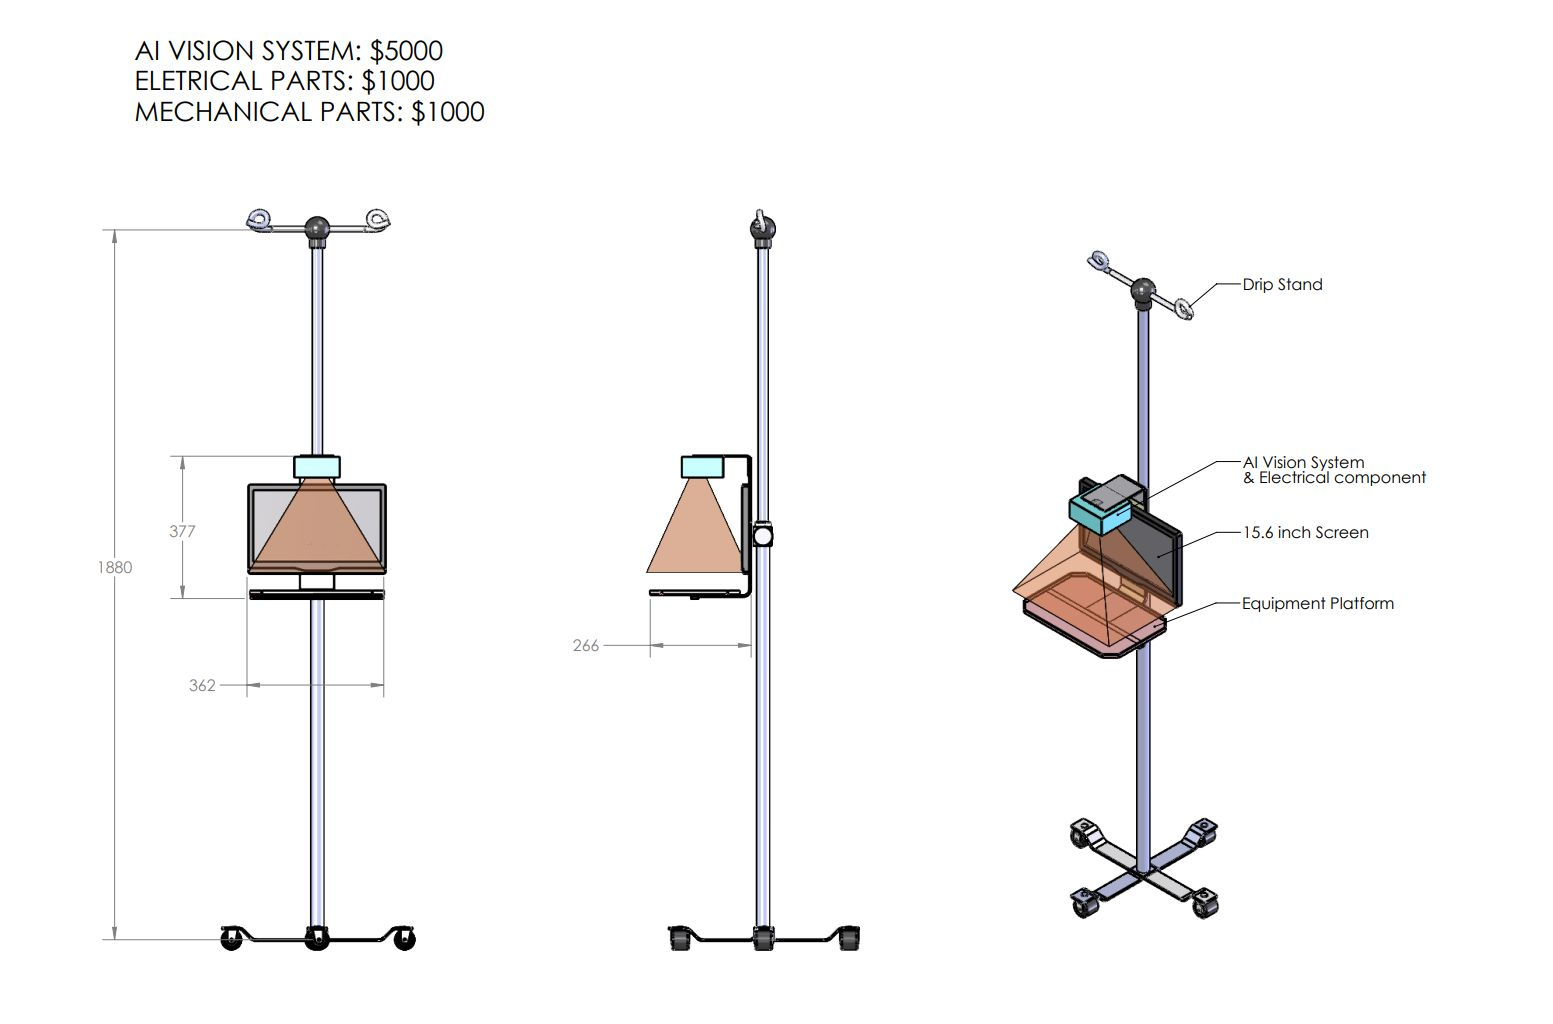 AI VISION SYSTEM: $5000
ELETRICAL PARTS: $1000
MECHANICAL PARTS: $1000
Drip Stand
AI Vision System
& Electrical component
377
15.6 inch Screen
1880
Equipment Platform
266
362